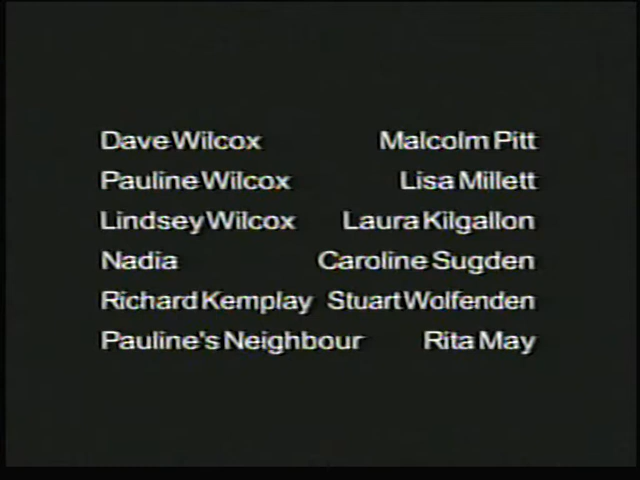 Dave Wilcox Malcolm Pitt
Pauline Wilcox Lisa Millett
Lindsey Wilcox Laura Kilgallon
Nadia Caroline Sugden
Richard Kemplay Stuart Wolfenden
Pauline's Neighbour Rita May